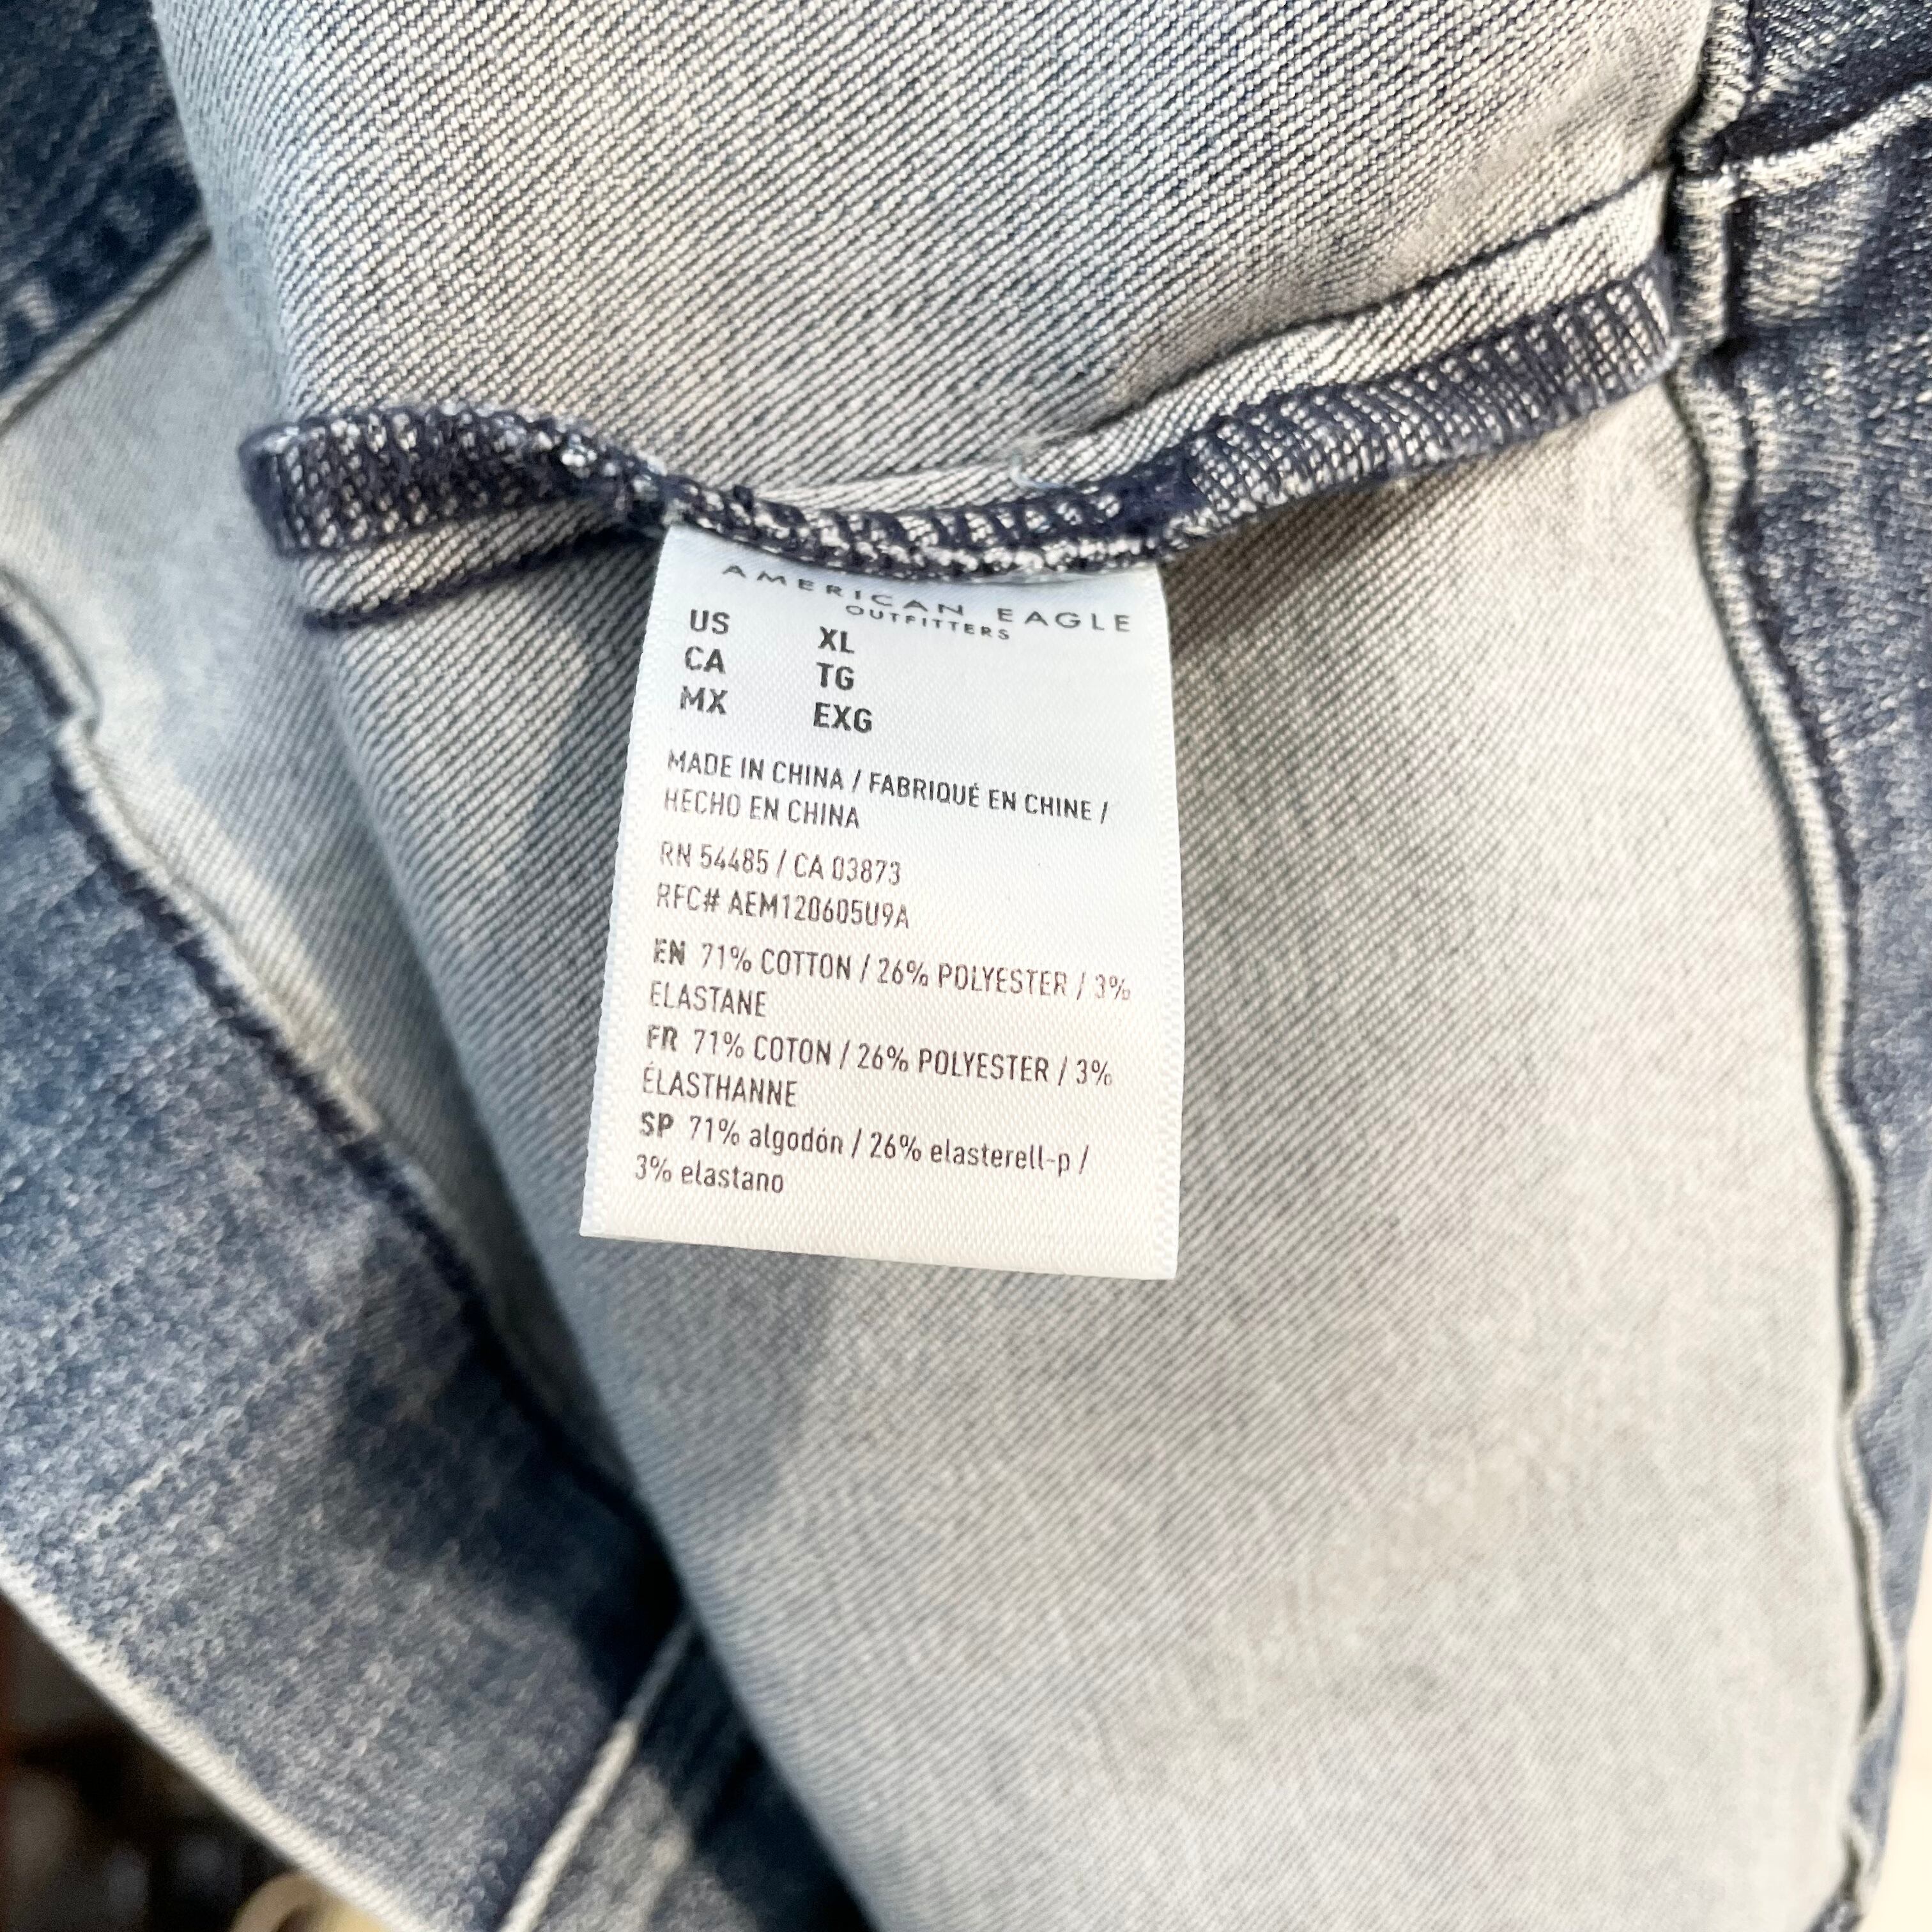 AMERICAN EAGLE
OUTFITTERS
US XL
CA TG
MX EXG
MADE IN CHINA / FABRIQUÉ EN CHINE /
HECHO EN CHINA
RN 54485 / CA 03873
RFC# AEM120605U9A
EN 71% COTTON / 26% POLYESTER / 3%
ELASTANE
FR 71% COTON / 26% POLYESTER / 3%
ÉLASTHANNE
SP 71% algodón / 26% elasterell-p /
3% elastano